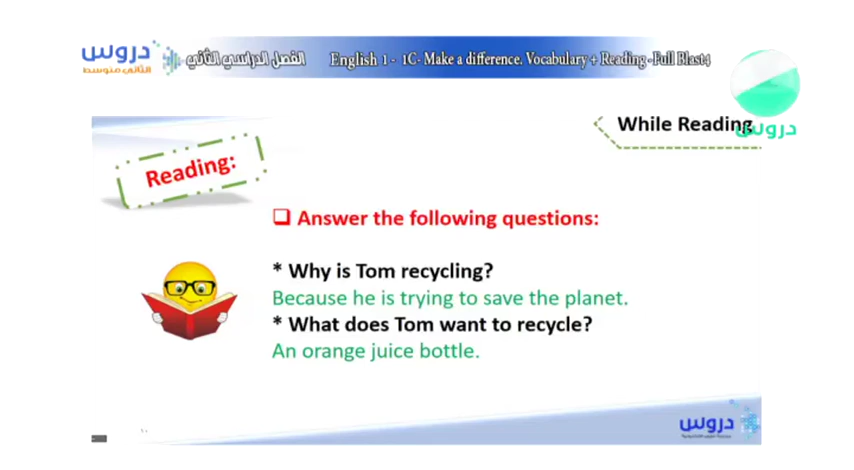 دروس
الثاني متوسط
الفصل الدراسي الثاني
English 1 - 1C- Make a difference. Vocabulary + Reading -Full Blast4
While Reading
دروس
Reading:
❑ Answer the following questions:
* Why is Tom recycling?
Because he is trying to save the planet.
* What does Tom want to recycle?
An orange juice bottle.
١٠
دروس